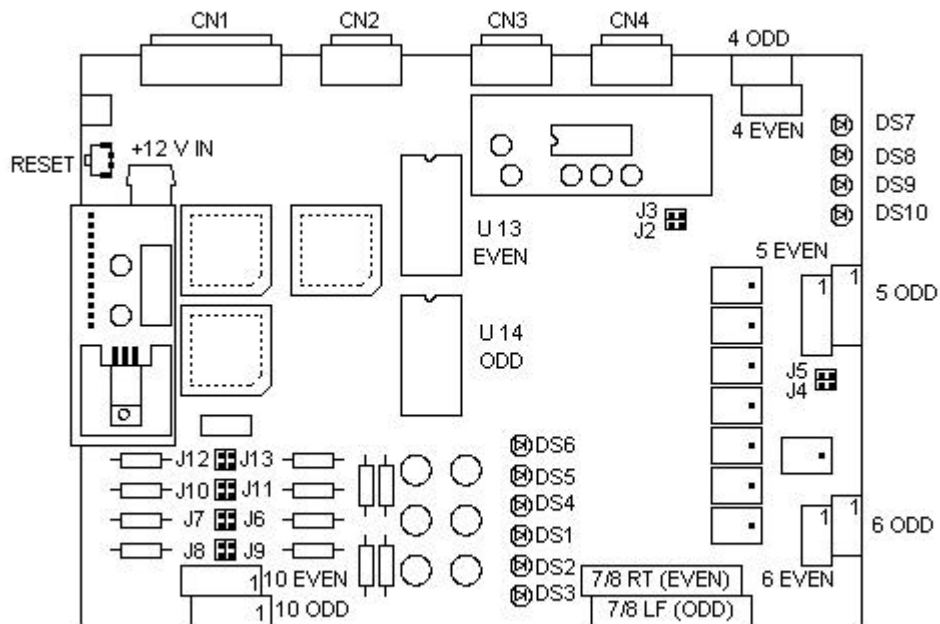 CN1 CN2 CN3 CN4
4 ODD
4 EVEN
DS7
DS8
DS9
DS10
RESET
+12 V IN
U 13
EVEN
J3
J2
5 EVEN
1
1
5 ODD
U 14
ODD
J5
J4
J12 J13
J10 J11
J7 J6
J8 J9
DS6
DS5
DS4
DS1
DS2
DS3
1
1
6 ODD
6 EVEN
1 10 EVEN
1 10 ODD
7/8 RT (EVEN)
7/8 LF (ODD)